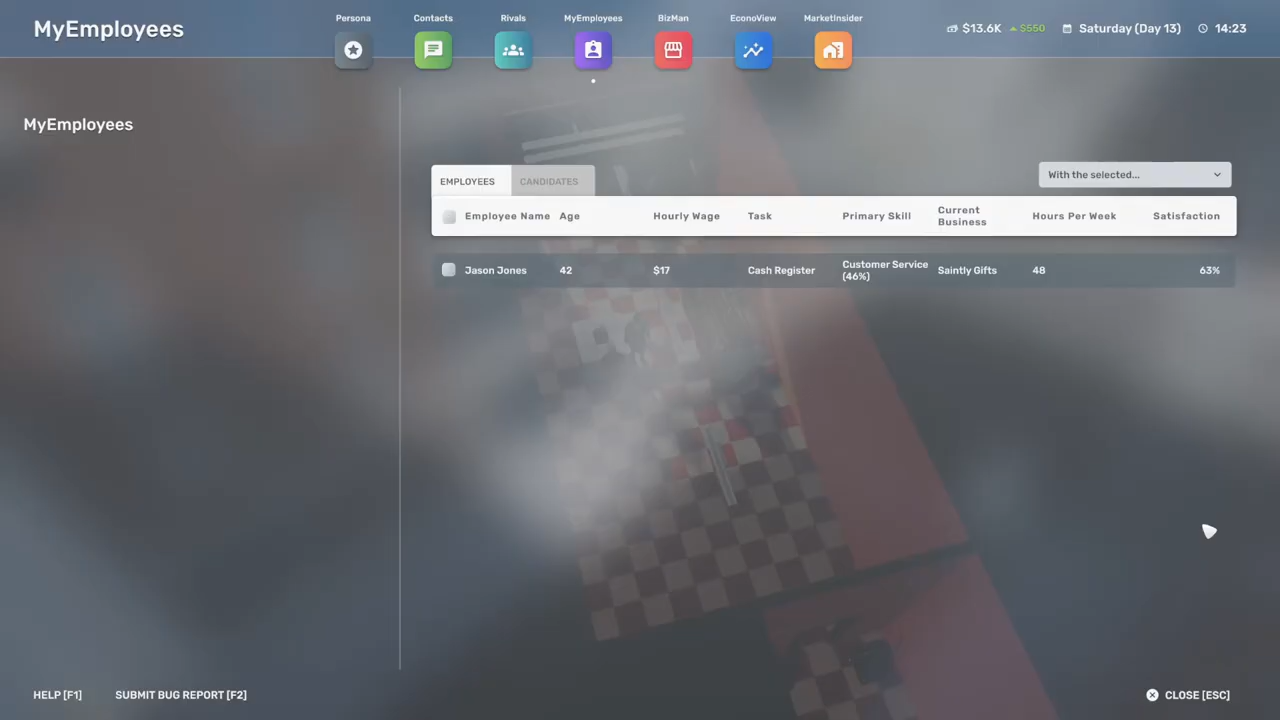 MyEmployees
Persona
Contacts
Rivals
MyEmployees
BizMan
EconoView
MarketInsider
$13.6K $550 Saturday (Day 13) 14:23
MyEmployees
EMPLOYEES CANDIDATES
With the selected...
Employee Name Age Hourly Wage Task Primary Skill Current Business Hours Per Week Satisfaction
Jason Jones 42 $17 Cash Register Customer Service (46%) Saintly Gifts 48 63%
HELP [F1] SUBMIT BUG REPORT [F2] CLOSE [ESC]